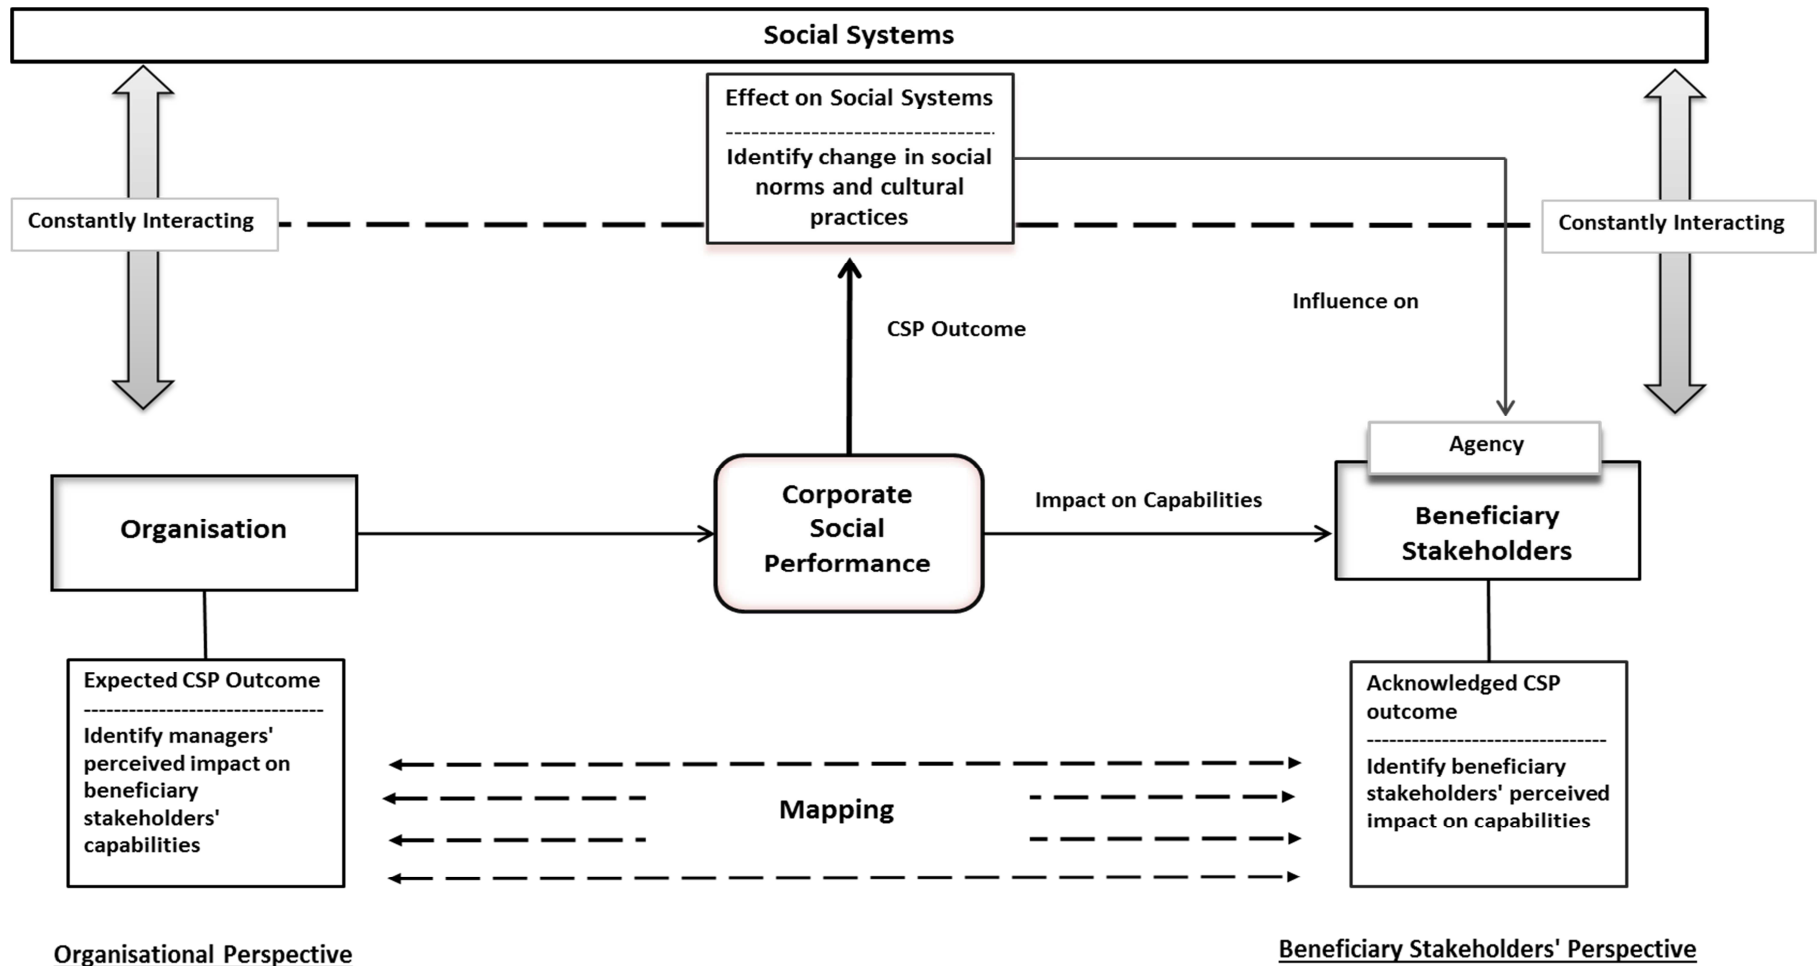 Social Systems
Effect on Social Systems
Identify change in social
norms and cultural
practices
Constantly Interacting
Constantly Interacting
Influence on
CSP Outcome
Agency
Organisation
Corporate
Social
Performance
Impact on Capabilities
Beneficiary
Stakeholders
Expected CSP Outcome
Identify managers'
perceived impact on
beneficiary
stakeholders'
capabilities
Mapping
Acknowledged CSP
outcome
Identify beneficiary
stakeholders' perceived
impact on capabilities
Organisational Perspective
Beneficiary Stakeholders' Perspective